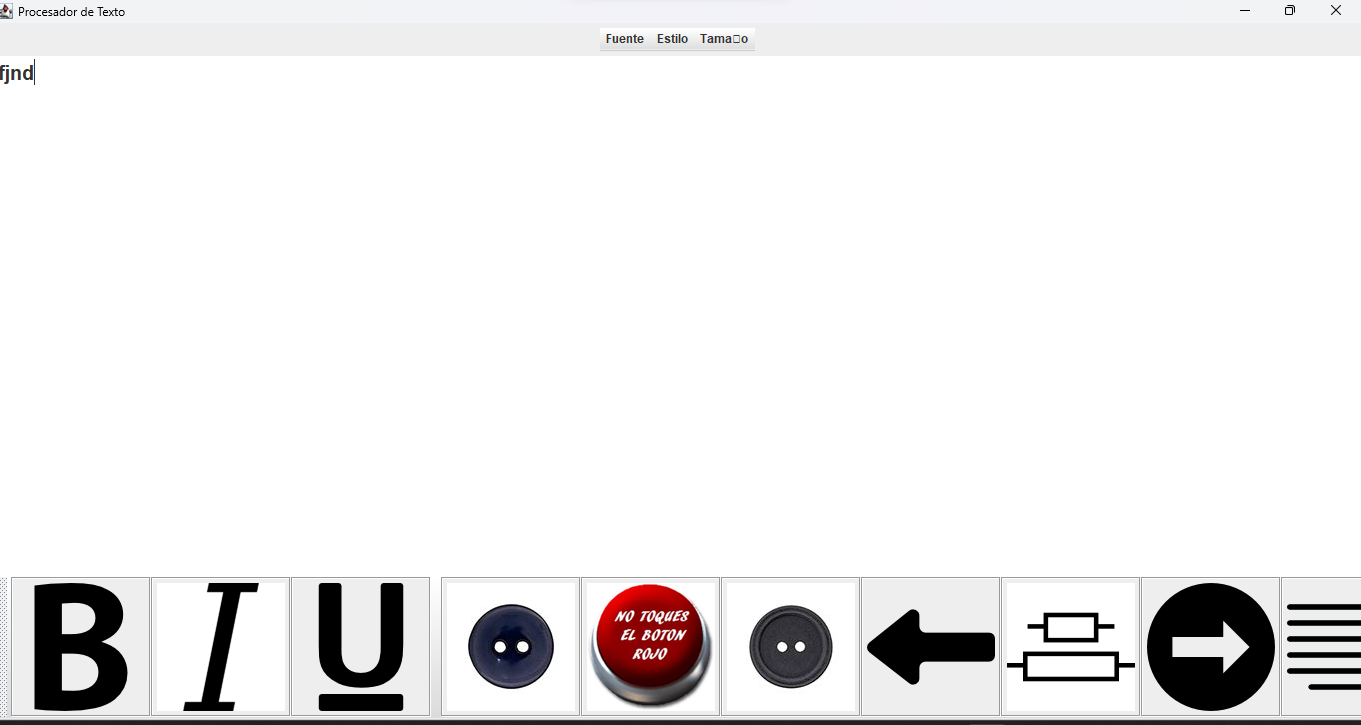 Procesador de Texto
Fuente Estilo Tama□o
fjnd
B I U
NO TOQUES
EL BOTON
ROJO